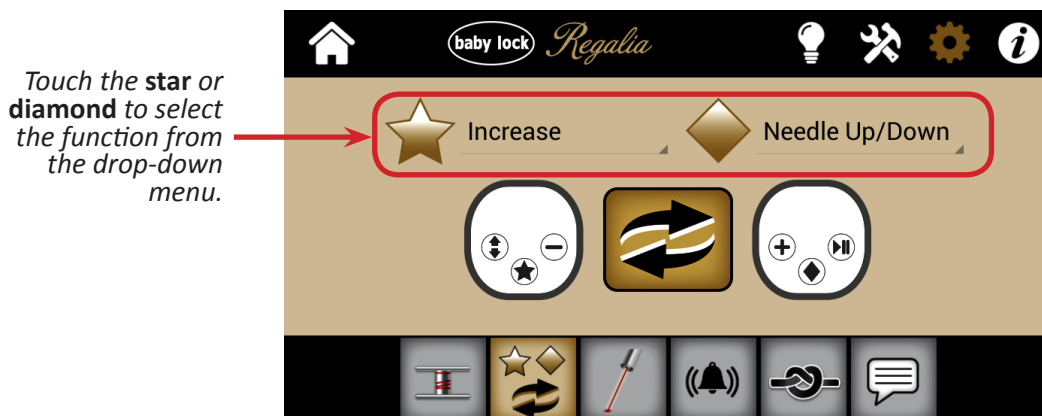 baby lock Regalia
Touch the star or
diamond to select
the function from
the drop-down
menu.
Increase
Needle Up/Down